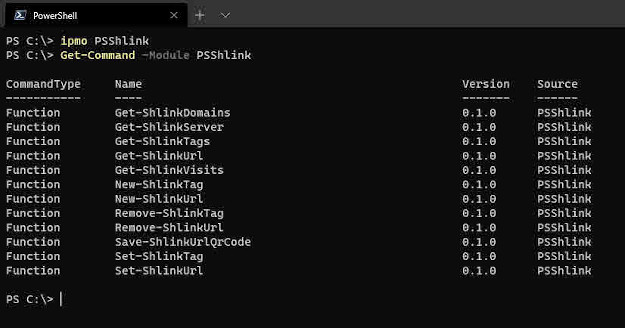 PowerShell
PS C:\> ipmo PSShlink
PS C:\> Get-Command -Module PSShlink
CommandType Name Version Source
----------- ---- ------- ------
Function Get-ShlinkDomains 0.1.0 PSShlink
Function Get-ShlinkServer 0.1.0 PSShlink
Function Get-ShlinkTags 0.1.0 PSShlink
Function Get-ShlinkUrl 0.1.0 PSShlink
Function Get-ShlinkVisits 0.1.0 PSShlink
Function New-ShlinkTag 0.1.0 PSShlink
Function New-ShlinkUrl 0.1.0 PSShlink
Function Remove-ShlinkTag 0.1.0 PSShlink
Function Remove-ShlinkUrl 0.1.0 PSShlink
Function Save-ShlinkUrlQrCode 0.1.0 PSShlink
Function Set-ShlinkTag 0.1.0 PSShlink
Function Set-ShlinkUrl 0.1.0 PSShlink
PS C:\>